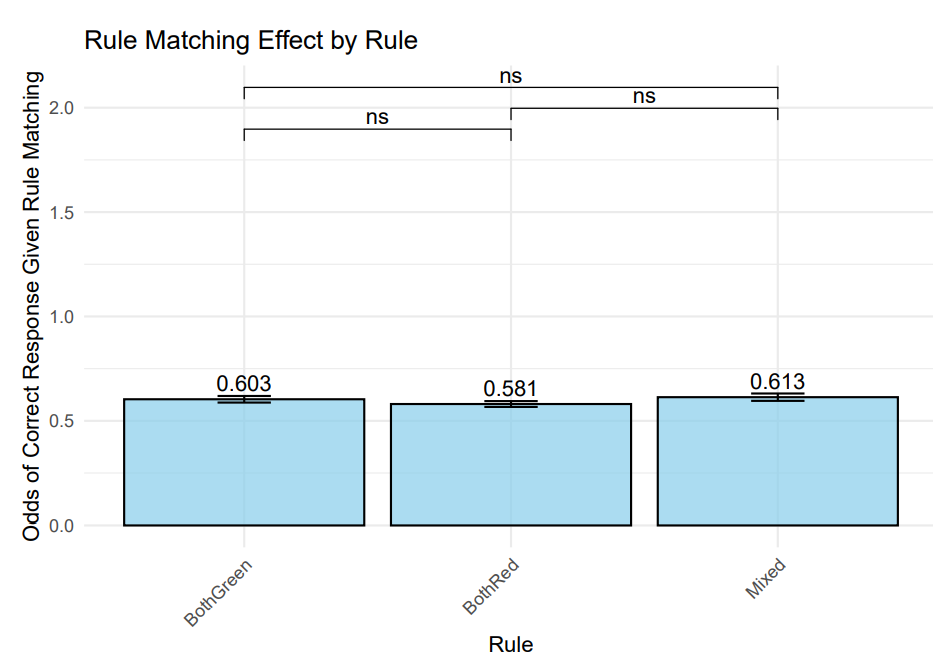 Rule Matching Effect by Rule
Odds of Correct Response Given Rule Matching
2.0
1.5
1.0
0.5
0.0
ns
ns
ns
0.603
0.581
0.613
BothGreen
BothRed
Mixed
Rule